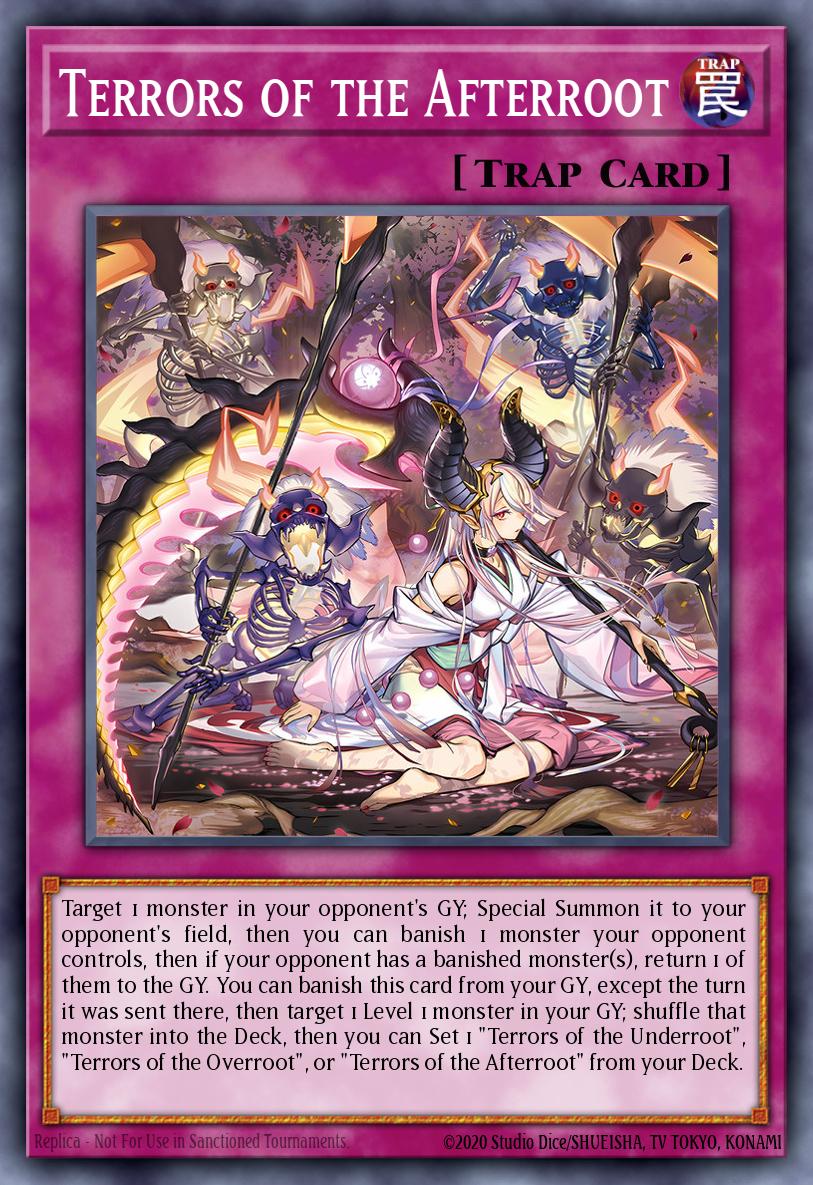 TERRORS OF THE AFTERROOT
TRAP
罠
[TRAP CARD]
Target 1 monster in your opponent's GY; Special Summon it to your
opponent's field, then you can banish 1 monster your opponent
controls, then if your opponent has a banished monster(s), return 1 of
them to the GY. You can banish this card from your GY, except the turn
it was sent there, then target 1 Level 1 monster in your GY; shuffle that
monster into the Deck, then you can Set 1 "Terrors of the Underroot",
"Terrors of the Overroot", or "Terrors of the Afterroot" from your Deck.
Replica - Not For Use in Sanctioned Tournaments.
©2020 Studio Dice/SHUEISHA, TV TOKYO, KONAMI